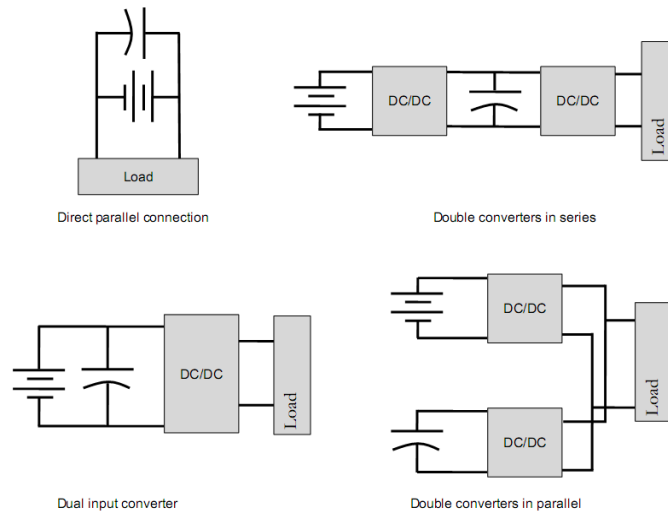 Load
Direct parallel connection
DC/DC
DC/DC
Load
Double converters in series
DC/DC
Load
Dual input converter
DC/DC
Load
DC/DC
Double converters in parallel